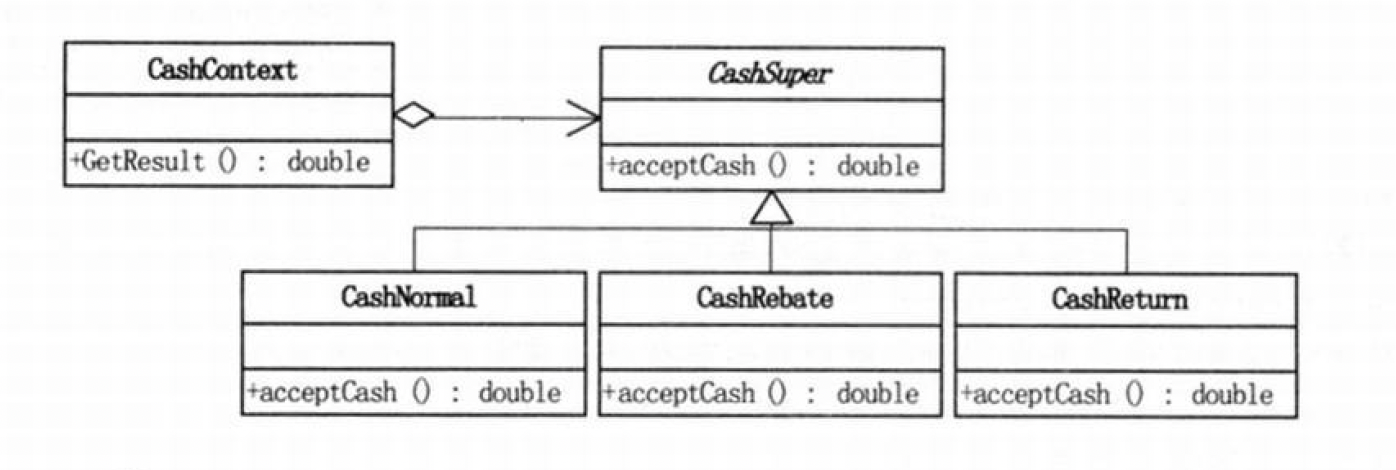 CashContext
+GetResult () : double
CashSuper
+acceptCash () : double
CashNormal
+acceptCash () : double
CashRebate
+acceptCash () : double
CashReturn
+acceptCash () : double